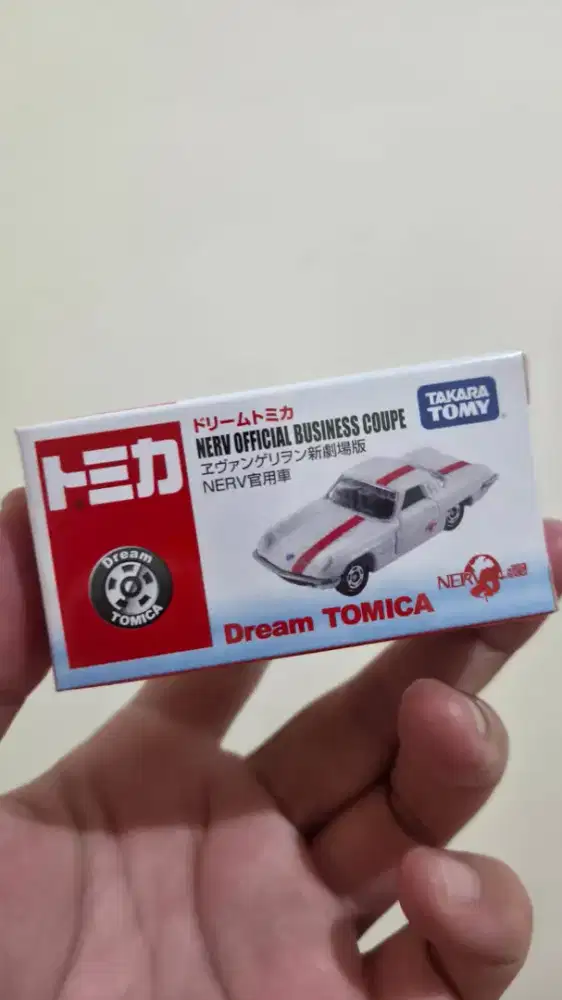 トミカ
Dream
TOMICA
ドリームトミカ
NERV OFFICIAL BUSINESS COUPE
ヱヴァンゲリヲン新劇場版
NERV官用車
TAKARA
TOMY
Dream TOMICA
NERV